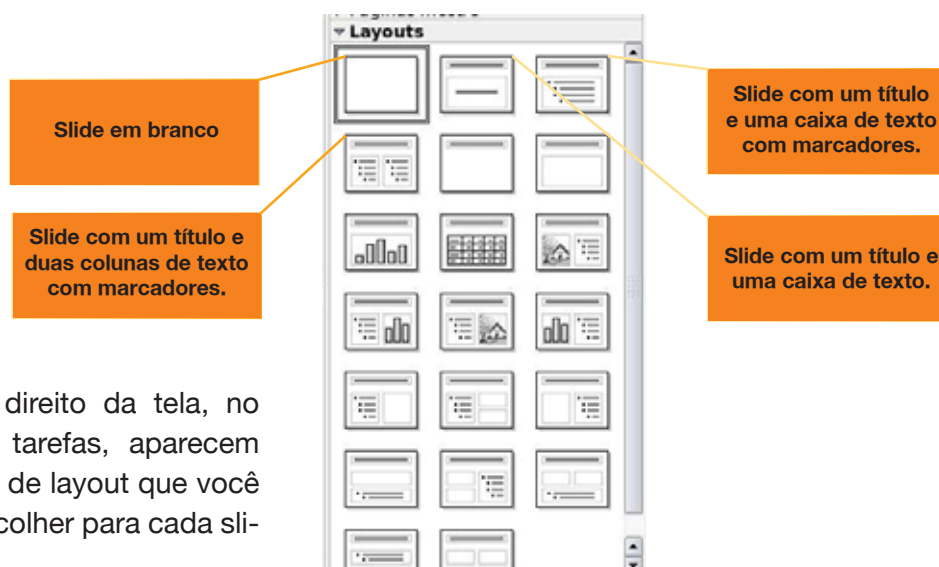 Layouts
Slide em branco
Slide com um título e
duas colunas de texto
com marcadores.
Slide com um título
e uma caixa de texto
com marcadores.
Slide com um título e
uma caixa de texto.
direito da tela, no
tarefas, aparecem
de layout que você
colher para cada sli-